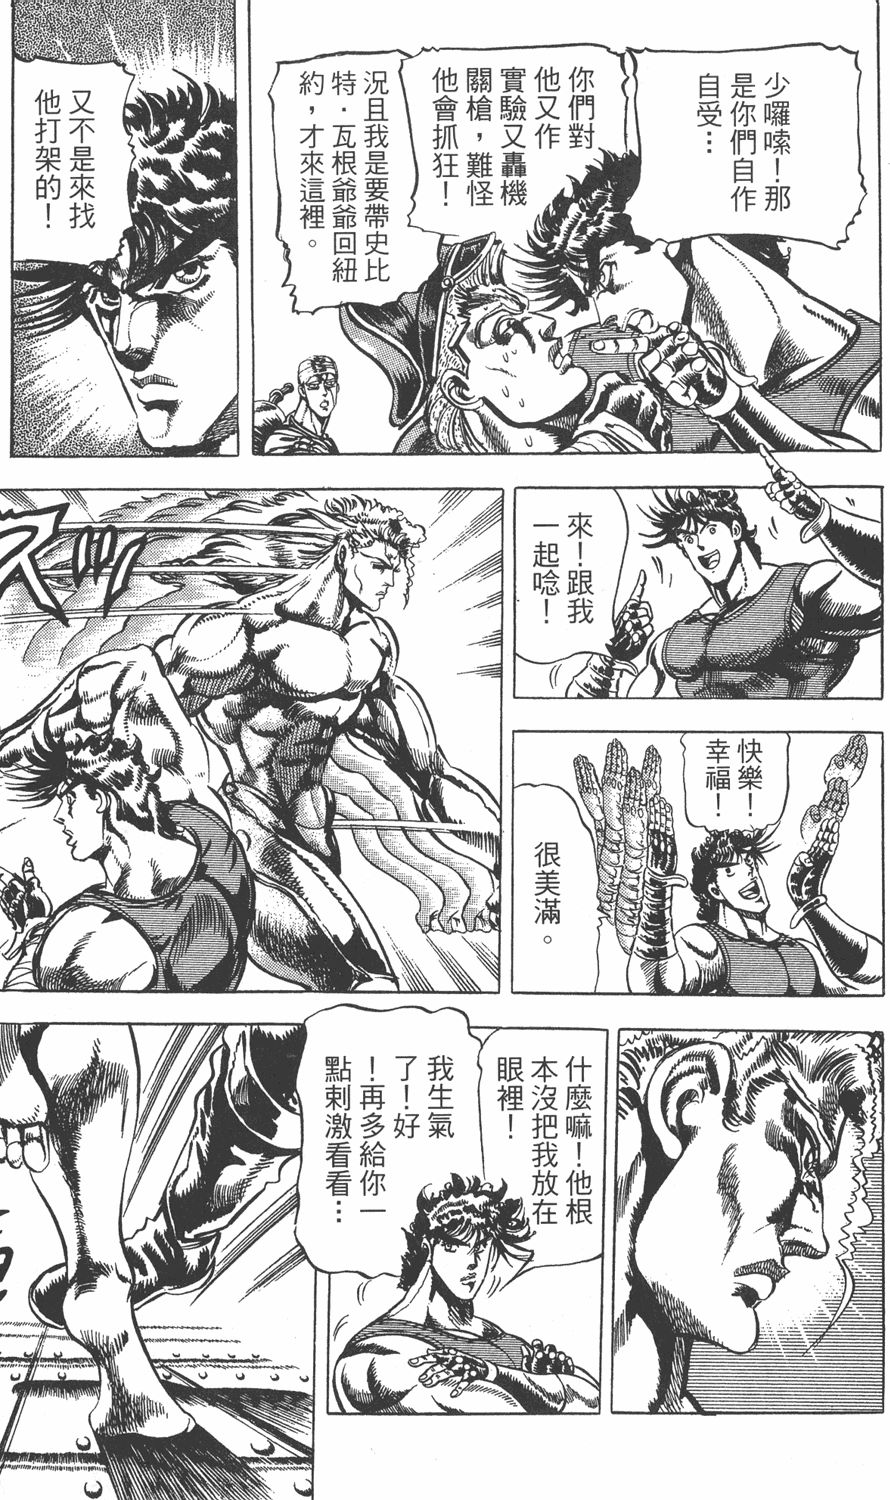 少囉嗦！那
是你們自作
自受…
你們對
他又作
實驗又轟機
關槍，難怪
他會抓狂！
況且我是要帶史比
特．瓦根爺爺回紐
約，才來這裡。
又不是來找
他打架的！
來！跟我
一起唸！
快樂！
幸福！
很美滿。
ズッ
什麼嘛！他根
本沒把我放在
眼裡！
我生氣
了！好
！再多給你一
點刺激看看…